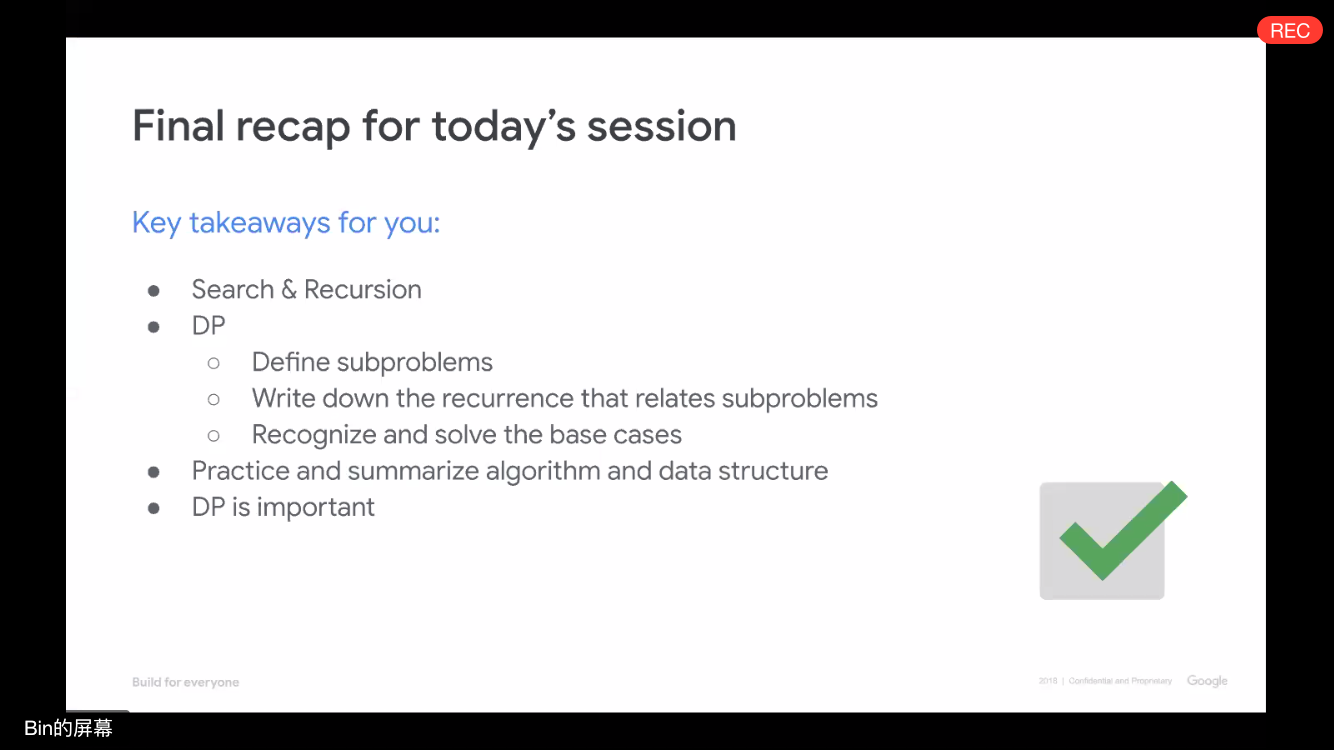 REC
Final recap for today's session
Key takeaways for you:
● Search & Recursion
● DP
○ Define subproblems
○ Write down the recurrence that relates subproblems
○ Recognize and solve the base cases
● Practice and summarize algorithm and data structure
● DP is important
Build for everyone
2018 | Confidential and Proprietary Google
Bin的屏幕